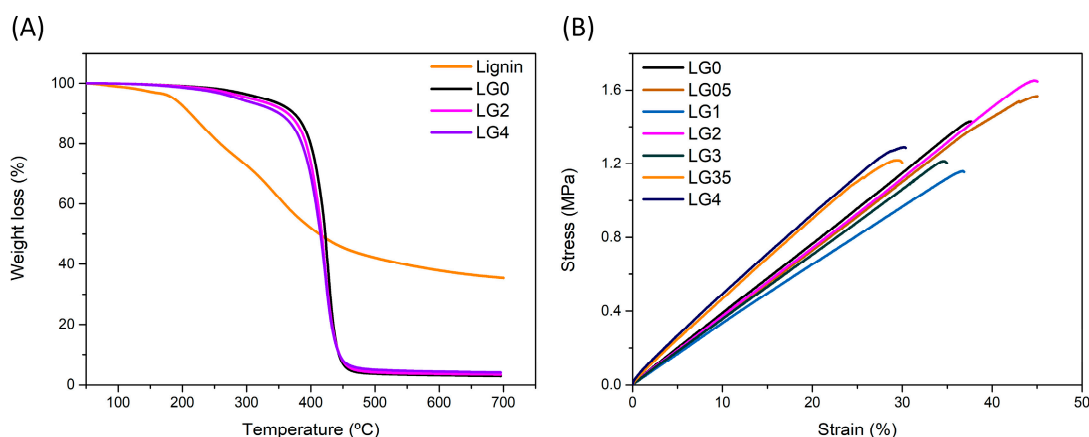 (A)
Lignin
LG0
LG2
LG4
100
80
60
40
20
0
Weight loss (%)
100 200 300 400 500 600 700
Temperature (ºC)
(B)
LG0
LG05
LG1
LG2
LG3
LG35
LG4
1.6
1.2
0.8
0.4
0.0
Stress (MPa)
0 10 20 30 40 50
Strain (%)